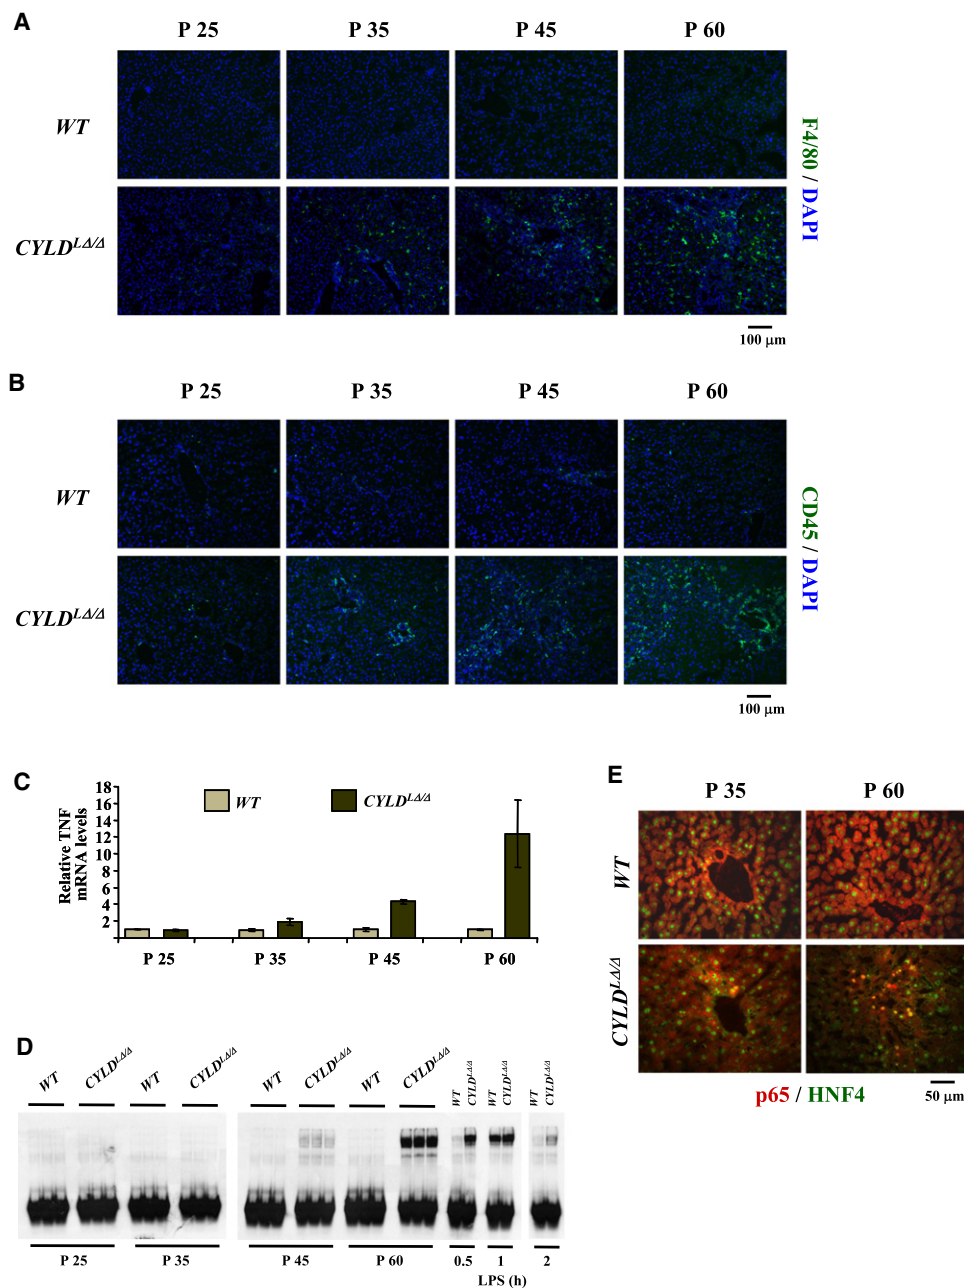 A
P 25 P 35 P 45 P 60
WT
CYLD^LΔ/Δ
F4/80 / DAPI
100 μm
B
P 25 P 35 P 45 P 60
WT
CYLD^LΔ/Δ
CD45 / DAPI
100 μm
C
Relative TNF
mRNA levels
18
16
14
12
10
8
6
4
2
WT CYLD^LΔ/Δ
P 25 P 35 P 45 P 60
D
WT CYLD^LΔ/Δ WT CYLD^LΔ/Δ WT CYLD^LΔ/Δ WT CYLD^LΔ/Δ WT CYLD^LΔ/Δ WT CYLD^LΔ/Δ WT CYLD^LΔ/Δ
P 25 P 35 P 45 P 60 0.5 1 2
LPS (h)
E
P 35 P 60
WT
CYLD^LΔ/Δ
p65 / HNF4
50 μm